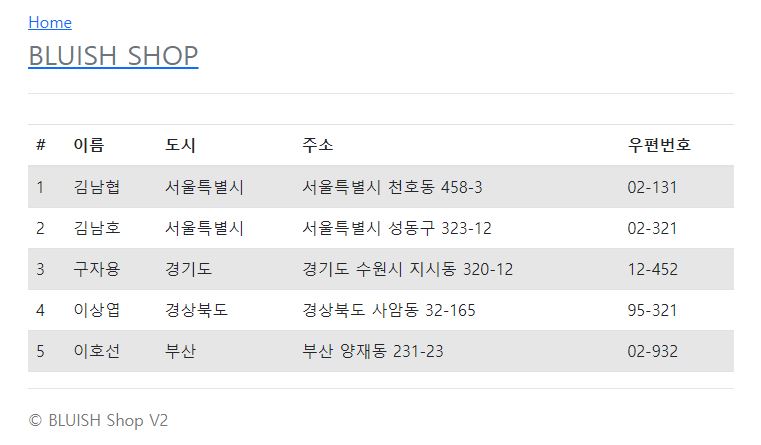 Home
BLUISH SHOP
# 이름 도시 주소 우편번호
1 김남협 서울특별시 서울특별시 천호동 458-3 02-131
2 김남호 서울특별시 서울특별시 성동구 323-12 02-321
3 구자용 경기도 경기도 수원시 지시동 320-12 12-452
4 이상엽 경상북도 경상북도 사암동 32-165 95-321
5 이호선 부산 부산 양재동 231-23 02-932
© BLUISH Shop V2